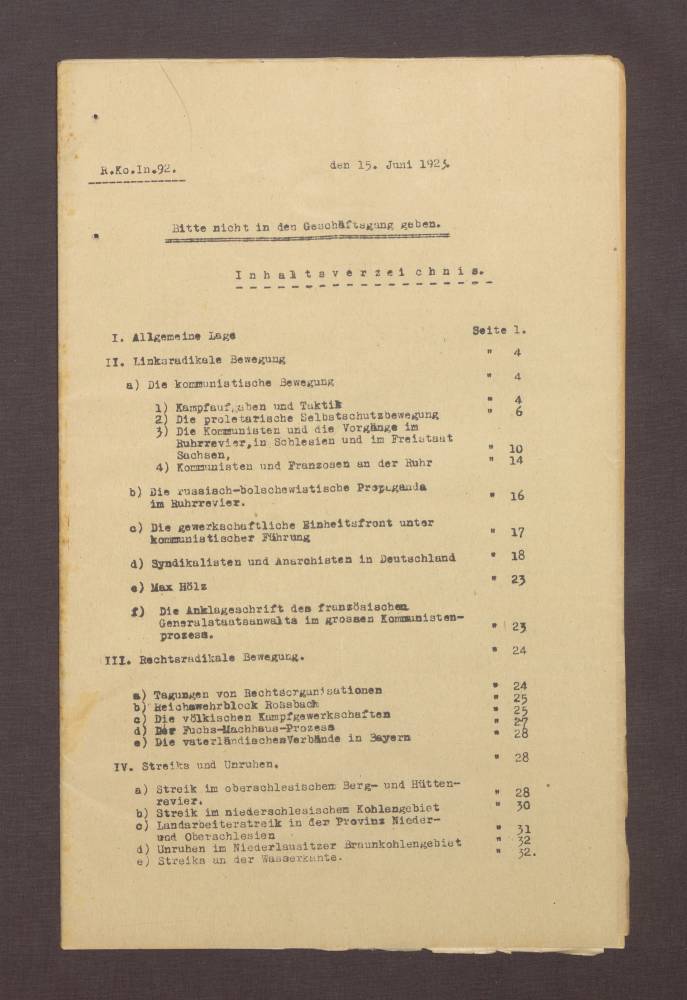 R.Ko.In.92.
den 15. Juni 1923.
Bitte nicht in den Geschäftsgang geben.
Inhaltsverzeichnis.
I. Allgemeine Lage Seite 1.
II. Linksradikale Bewegung " 4
a) Die kommunistische Bewegung " 4
1) Kampfaufgaben und Taktik " 4
2) Die proletarische Selbstschutzbewegung " 6
3) Die Kommunisten und die Vorgänge im
Ruhrrevier,in Schlesien und im Freistaat
Sachsen, " 10
4) Kommunisten und Franzosen an der Ruhr " 14
b) Die russisch-bolschewistische Propaganda
im Ruhrrevier. " 16
c) Die gewerkschaftliche Einheitsfront unter
kommunistischer Führung " 17
d) Syndikalisten und Anarchisten in Deutschland " 18
e) Max Hölz " 23
f) Die Anklageschrift des französischen
Generalstaatsanwalts im grossen Kommunisten-
prozess. " 23
III. Rechtsradikale Bewegung. " 24
a) Tagungen von Rechtsorganisationen " 24
b) Reichswehrblock Rossbach " 25
c) Die völkischen Kampfgewerkschaften " 25
d) Der Fuchs-Machhaus-Prozess " 27
e) Die vaterländischenVerbände in Bayern " 28
IV. Streiks und Unruhen. " 28
a) Streik im oberschlesischen Berg- und Hütten-
revier. " 28
b) Streik im niederschlesischen Kohlengebiet " 30
c) Landarbeiterstreik in der Provinz Nieder-
und Oberschlesien " 31
d) Unruhen im Niederlausitzer Braunkohlengebiet " 32
e) Streiks an der Wasserkante. " 32.